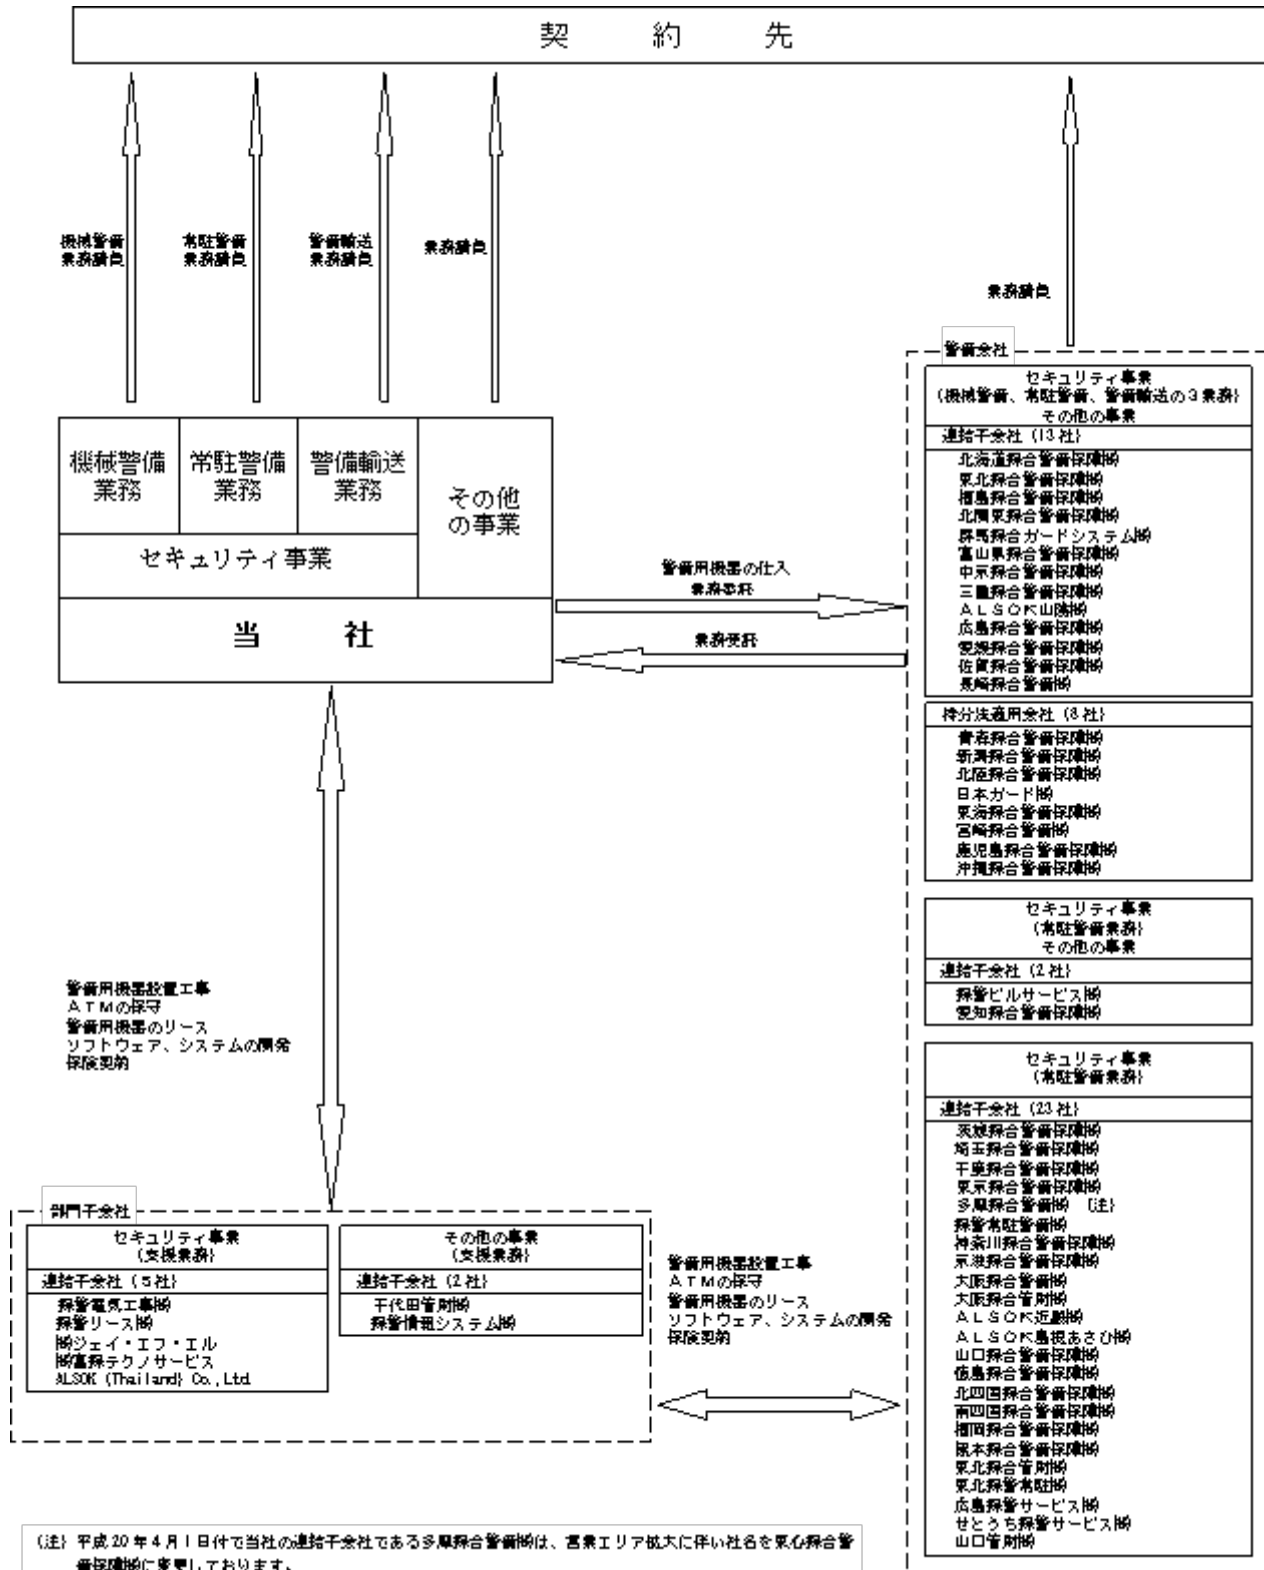 契 約 先
機械警備
業務請負
常駐警備
業務請負
警備輸送
業務請負
業務請負
業務請負
機械警備
業務
常駐警備
業務
警備輸送
業務
その他
の事業
セキュリティ事業
当 社
警備用機器の仕入
業務委託
業務受託
警備会社
セキュリティ事業
(機械警備、常駐警備、警備輸送の3業務)
その他の事業
連結子会社 (13社)
北海道綜合警備保障㈱
東北綜合警備保障㈱
福島綜合警備保障㈱
北関東綜合警備保障㈱
群馬綜合ガードシステム㈱
富山県綜合警備保障㈱
中京綜合警備保障㈱
三重綜合警備保障㈱
ALSOK山陰㈱
広島綜合警備保障㈱
愛媛綜合警備保障㈱
佐賀綜合警備保障㈱
長崎綜合警備㈱
持分法適用会社 (8社)
青森綜合警備保障㈱
新潟綜合警備保障㈱
北陸綜合警備保障㈱
日本ガード㈱
東海綜合警備保障㈱
宮崎綜合警備㈱
鹿児島綜合警備保障㈱
沖縄綜合警備保障㈱
セキュリティ事業
(常駐警備業務)
その他の事業
連結子会社 (2社)
綜警ビルサービス㈱
愛知綜合警備保障㈱
セキュリティ事業
(常駐警備業務)
連結子会社 (23社)
茨城綜合警備保障㈱
埼玉綜合警備保障㈱
千葉綜合警備保障㈱
東京綜合警備保障㈱
多摩綜合警備㈱ (注)
綜警常駐警備㈱
神奈川綜合警備保障㈱
京滋綜合警備保障㈱
大阪綜合警備㈱
大阪綜合管財㈱
ALSOK近畿㈱
ALSOK島根あさひ㈱
山口綜合警備保障㈱
徳島綜合警備保障㈱
北四国綜合警備保障㈱
南四国綜合警備保障㈱
福岡綜合警備保障㈱
熊本綜合警備保障㈱
東北綜合管財㈱
東北綜警常駐㈱
広島綜警サービス㈱
せとうち綜警サービス㈱
山口管財㈱
警備用機器設置工事
ATMの保守
警備用機器のリース
ソフトウェア、システムの開発
保険契約
部門子会社
セキュリティ事業
(支援業務)
連結子会社 (5社)
綜警電気工事㈱
綜警リース㈱
㈱ジェイ・エフ・エル
㈱富綜テクノサービス
ALSOK (Thailand) Co.,Ltd.
その他の事業
(支援業務)
連結子会社 (2社)
千代田管財㈱
綜警情報システム㈱
警備用機器設置工事
ATMの保守
警備用機器のリース
ソフトウェア、システムの開発
保険契約
(注) 平成20年4月1日付で当社の連結子会社である多摩綜合警備㈱は、営業エリア拡大に伴い社名を東心綜合警
備保障㈱に変更しております。